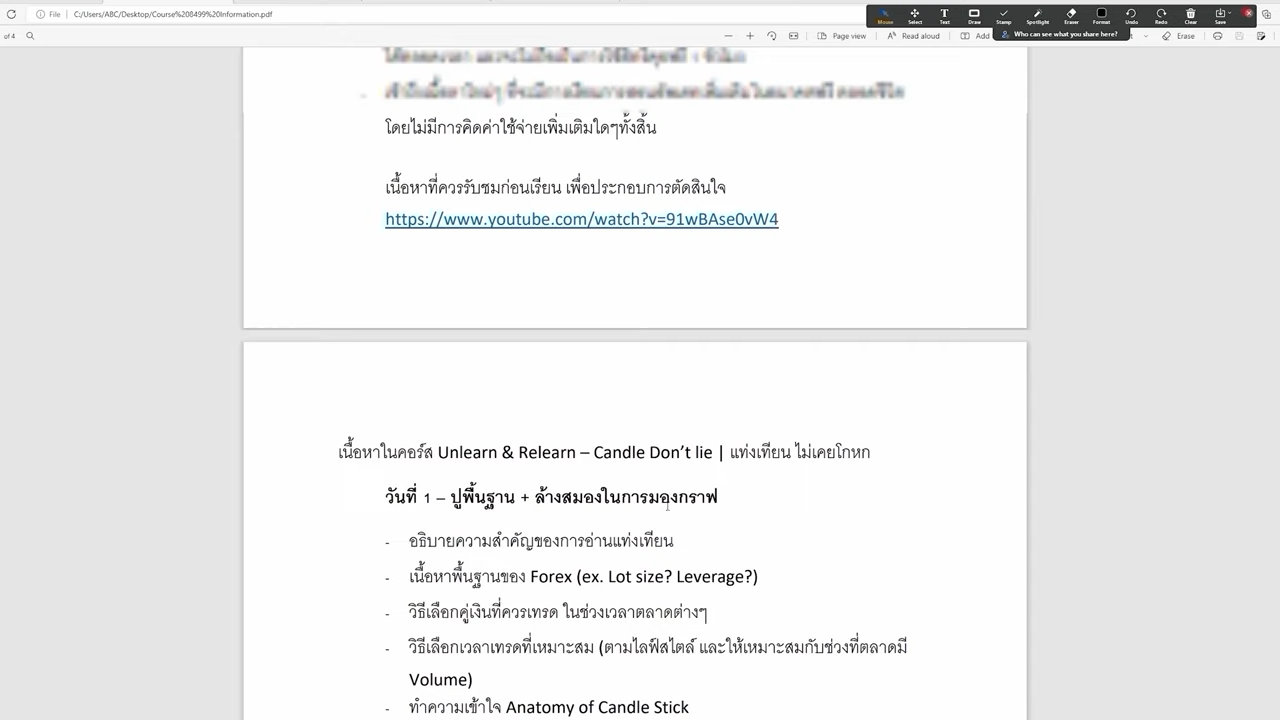 File C:/Users/ABC/Desktop/Course%208499%20Information.pdf
Mouse Select Text Draw Stamp Spotlight Eraser Format Undo Redo Clear Save
Who can see what you share here?
of 4 Page view Read aloud Add Erase
โดยไม่มีการคิดค่าใช้จ่ายเพิ่มเติมใดๆทั้งสิ้น
เนื้อหาที่ควรรับชมก่อนเรียน เพื่อประกอบการตัดสินใจ
https://www.youtube.com/watch?v=91wBAse0vW4
เนื้อหาในคอร์ส Unlearn & Relearn – Candle Don’t lie | แท่งเทียน ไม่เคยโกหก
วันที่ 1 – ปูพื้นฐาน + ล้างสมองในการมองกราฟ
- อธิบายความสำคัญของการอ่านแท่งเทียน
- เนื้อหาพื้นฐานของ Forex (ex. Lot size? Leverage?)
- วิธีเลือกคู่เงินที่ควรเทรด ในช่วงเวลาตลาดต่างๆ
- วิธีเลือกเวลาเทรดที่เหมาะสม (ตามไลฟ์สไตล์ และให้เหมาะสมกับช่วงที่ตลาดมี
Volume)
- ทำความเข้าใจ Anatomy of Candle Stick